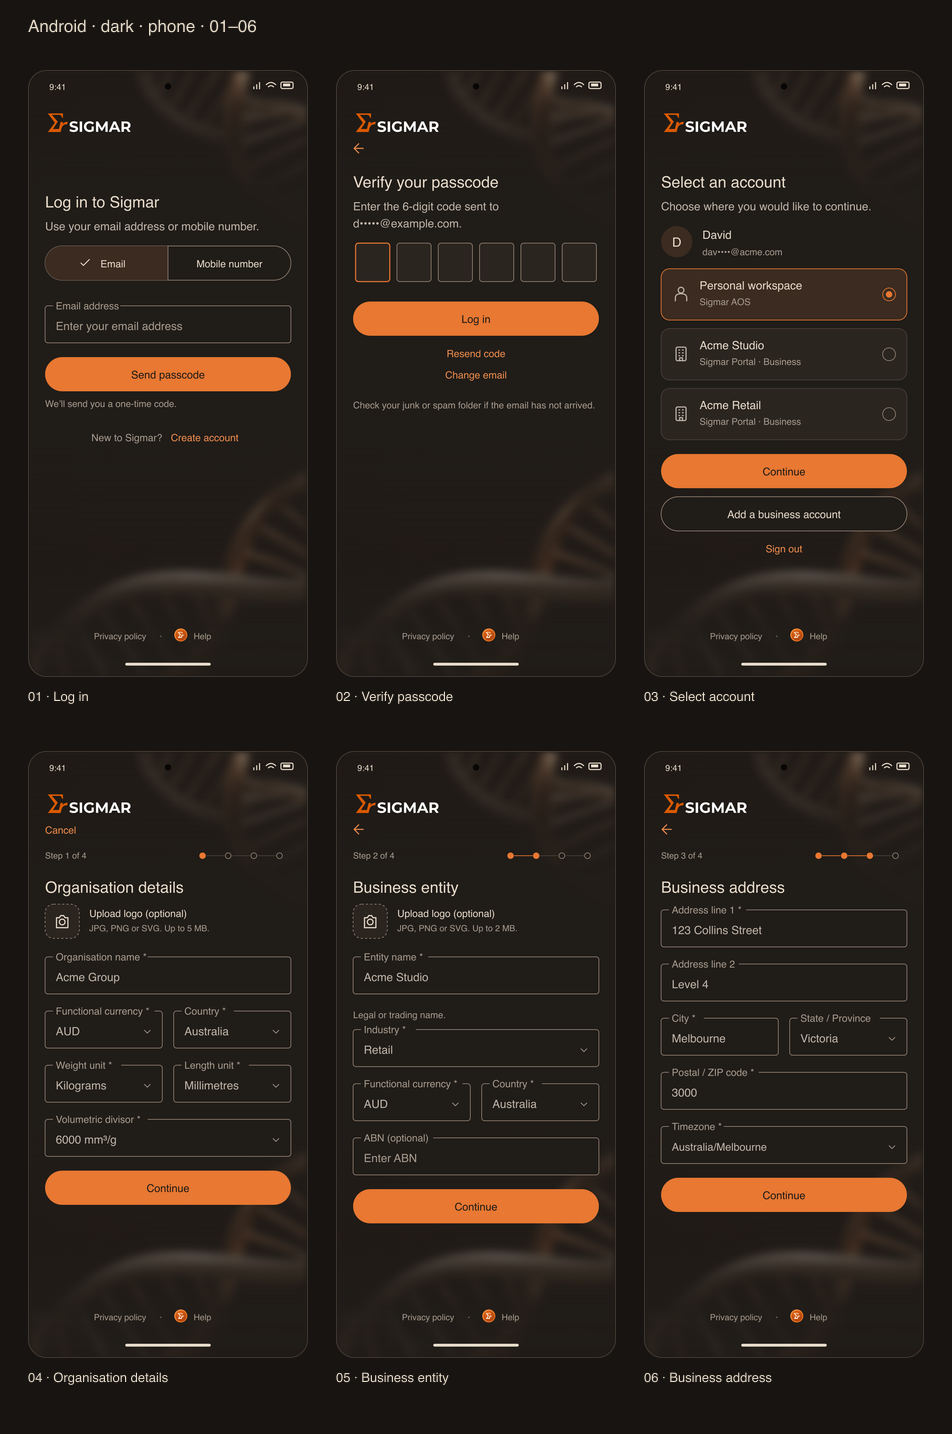 Android · dark · phone · 01–06
9:41
SIGMAR
Log in to Sigmar
Use your email address or mobile number.
Email
Mobile number
Email address
Enter your email address
Send passcode
We'll send you a one-time code.
New to Sigmar? Create account
Privacy policy · Help
01 · Log in
9:41
SIGMAR
Verify your passcode
Enter the 6-digit code sent to
d•••••@example.com.
Log in
Resend code
Change email
Check your junk or spam folder if the email has not arrived.
Privacy policy · Help
02 · Verify passcode
9:41
SIGMAR
Select an account
Choose where you would like to continue.
D
David
dav••••@acme.com
Personal workspace
Sigmar AOS
Acme Studio
Sigmar Portal · Business
Acme Retail
Sigmar Portal · Business
Continue
Add a business account
Sign out
Privacy policy · Help
03 · Select account
9:41
SIGMAR
Cancel
Step 1 of 4
Organisation details
Upload logo (optional)
JPG, PNG or SVG. Up to 5 MB.
Organisation name *
Acme Group
Functional currency *
AUD
Country *
Australia
Weight unit *
Kilograms
Length unit *
Millimetres
Volumetric divisor *
6000 mm³/g
Continue
Privacy policy · Help
04 · Organisation details
9:41
SIGMAR
Step 2 of 4
Business entity
Upload logo (optional)
JPG, PNG or SVG. Up to 2 MB.
Entity name *
Acme Studio
Legal or trading name.
Industry *
Retail
Functional currency *
AUD
Country *
Australia
ABN (optional)
Enter ABN
Continue
Privacy policy · Help
05 · Business entity
9:41
SIGMAR
Step 3 of 4
Business address
Address line 1 *
123 Collins Street
Address line 2
Level 4
City *
Melbourne
State / Province
Victoria
Postal / ZIP code *
3000
Timezone *
Australia/Melbourne
Continue
Privacy policy · Help
06 · Business address